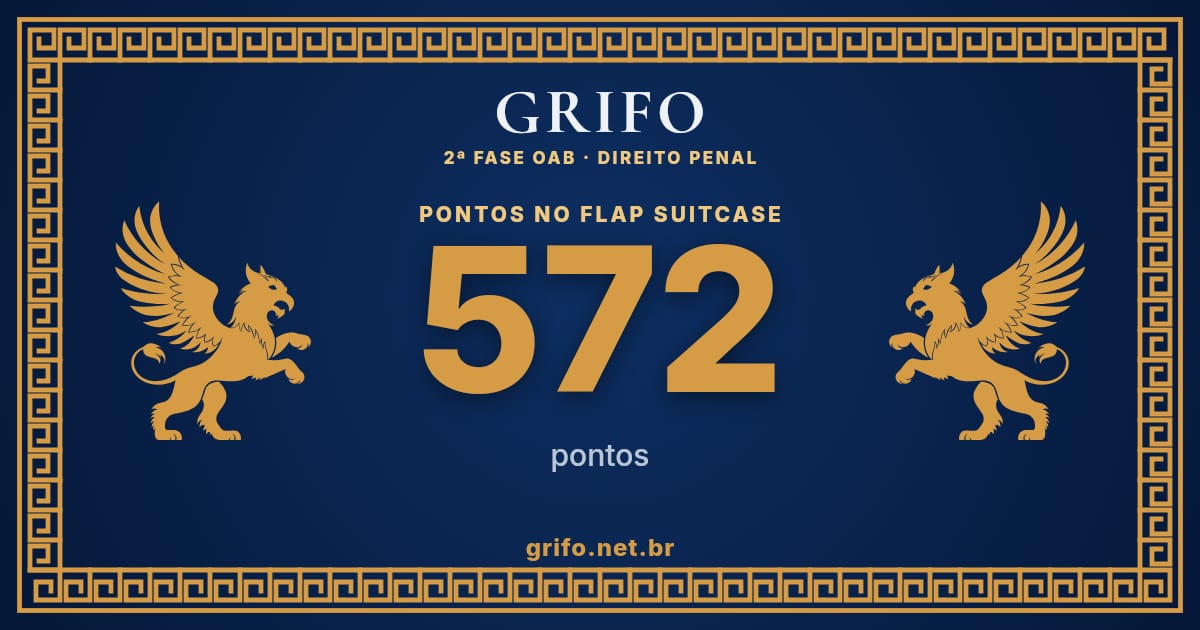 GRIFO
2ª FASE OAB · DIREITO PENAL
PONTOS NO FLAP SUITCASE
572
pontos
grifo.net.br